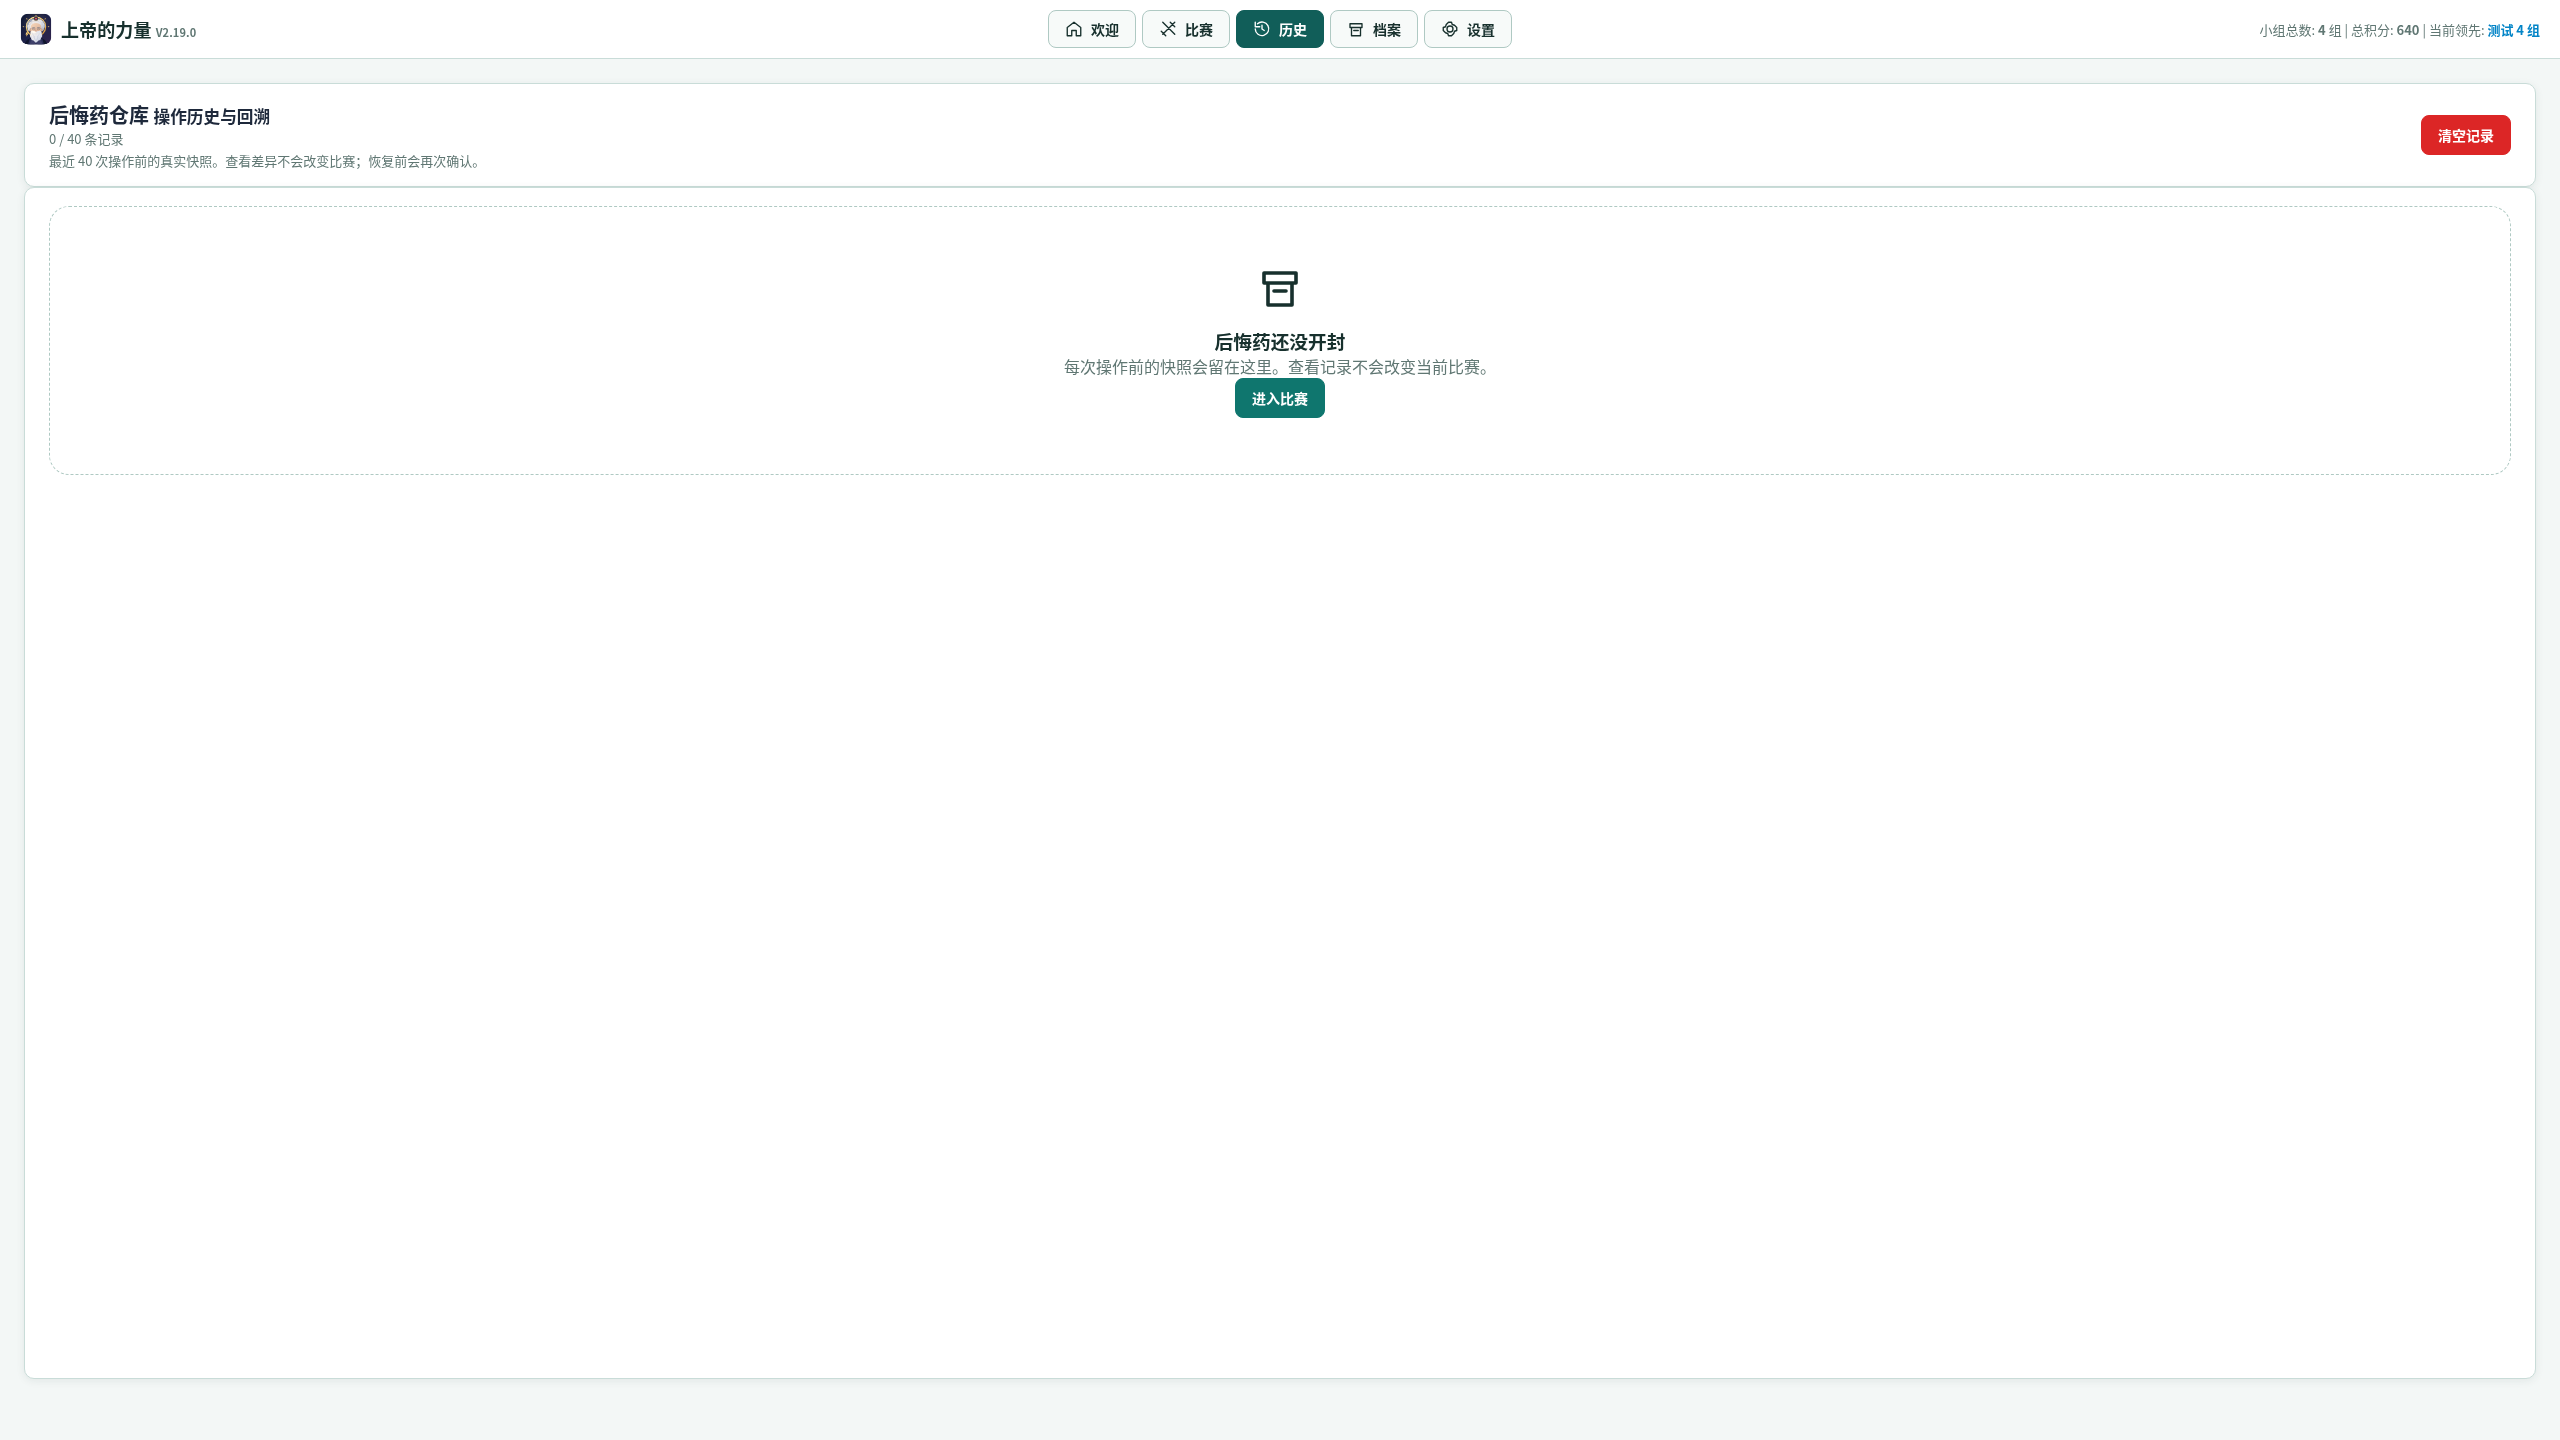 上帝的力量 V2.19.0
欢迎
比赛
历史
档案
设置
小组总数: 4 组 | 总积分: 640 | 当前领先: 测试 4 组
后悔药仓库 操作历史与回溯
0 / 40 条记录
最近 40 次操作前的真实快照。查看差异不会改变比赛；恢复前会再次确认。
清空记录
后悔药还没开封
每次操作前的快照会留在这里。查看记录不会改变当前比赛。
进入比赛